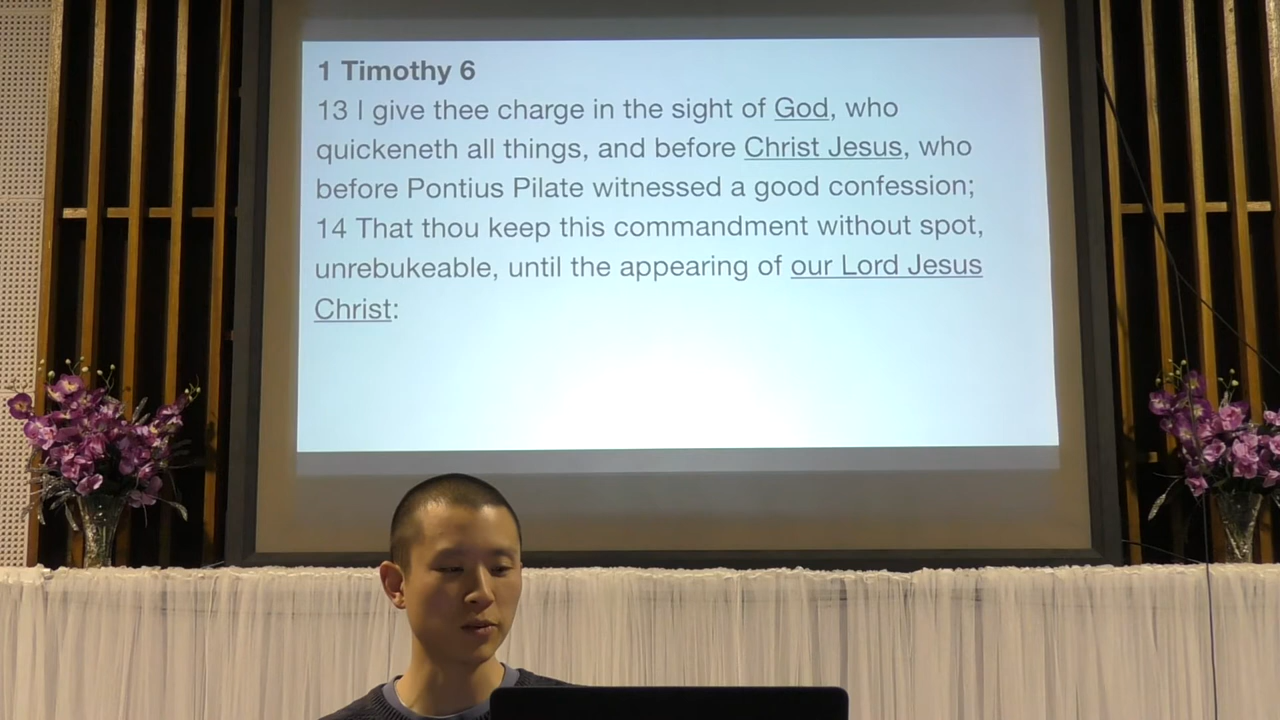 1 Timothy 6
13 I give thee charge in the sight of God, who
quickeneth all things, and before Christ Jesus, who
before Pontius Pilate witnessed a good confession;
14 That thou keep this commandment without spot,
unrebukeable, until the appearing of our Lord Jesus
Christ: